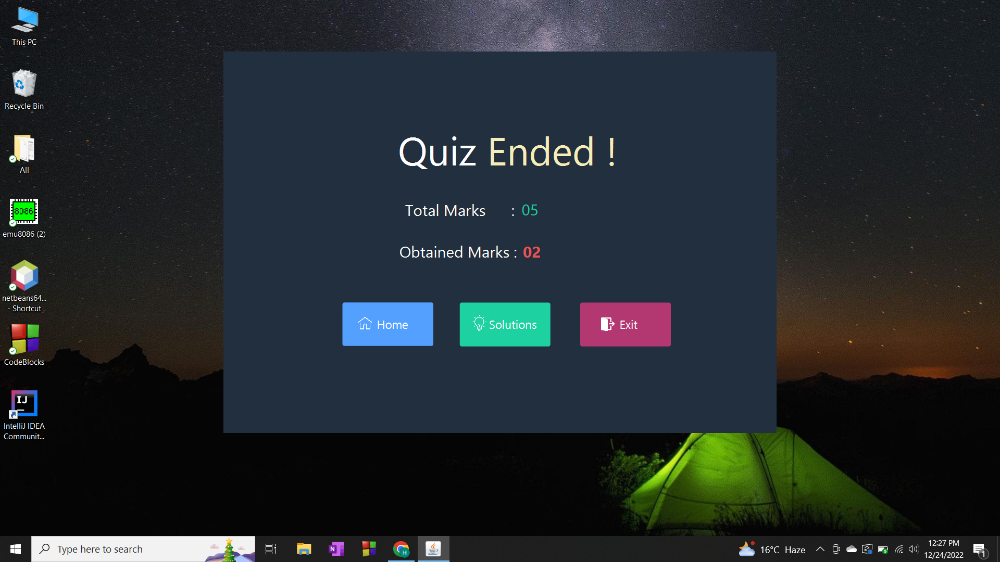 This PC
Recycle Bin
All
8086
emu8086 (2)
netbeans64...
- Shortcut
CodeBlocks
IJ
IntelliJ IDEA
Communit...
Quiz Ended !
Total Marks : 05
Obtained Marks : 02
Home
Solutions
Exit
Type here to search
N
H
16°C Haze
12:27 PM
12/24/2022
1